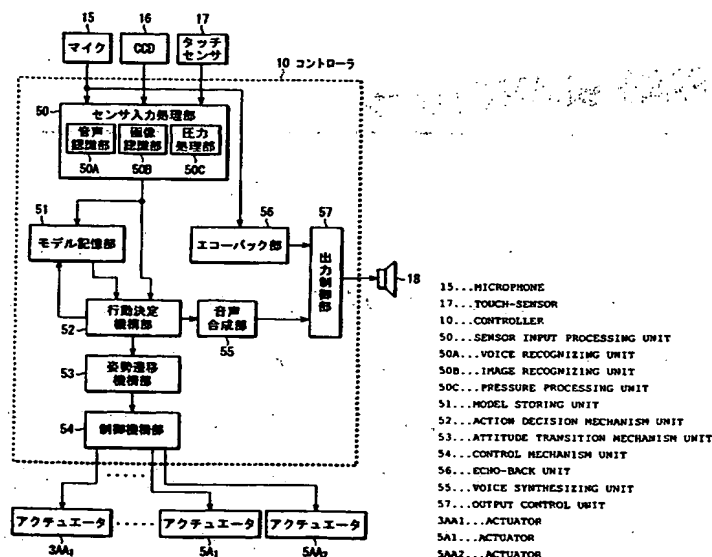 15
16
17
マイク
CCD
タッチ
センサ
10 コントローラ
50
センサ入力処理部
音声
認識部
画像
認識部
圧力
処理部
50A
50B
50C
51
モデル記憶部
56
エコーバック部
57
出力制御部
18
行動決定
機構部
52
音声
合成部
55
53
姿勢遷移
機構部
54
制御機構部
アクチュエータ
アクチュエータ
アクチュエータ
3AA₁
5A₁
5AA₂
15...MICROPHONE
17...TOUCH-SENSOR
10...CONTROLLER
50...SENSOR INPUT PROCESSING UNIT
50A...VOICE RECOGNIZING UNIT
50B...IMAGE RECOGNIZING UNIT
50C...PRESSURE PROCESSING UNIT
51...MODEL STORING UNIT
52...ACTION DECISION MECHANISM UNIT
53...ATTITUDE TRANSITION MECHANISM UNIT
54...CONTROL MECHANISM UNIT
56...ECHO-BACK UNIT
55...VOICE SYNTHESIZING UNIT
57...OUTPUT CONTROL UNIT
3AA1...ACTUATOR
5A1...ACTUATOR
5AA2...ACTUATOR